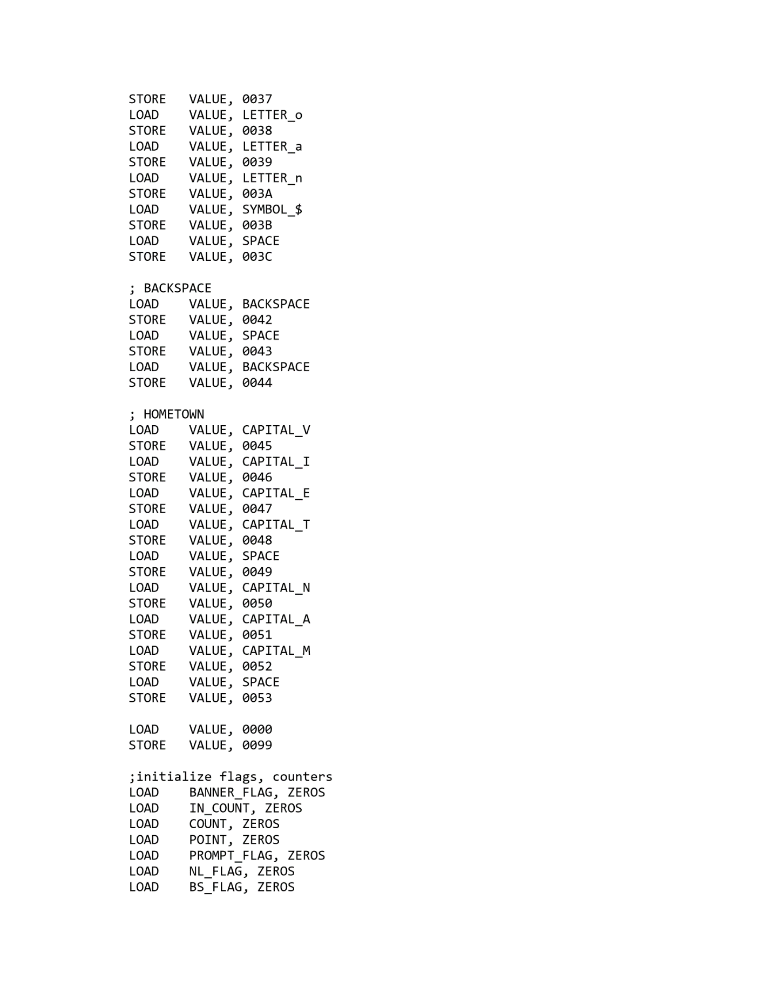 STORE   VALUE, 0037
LOAD    VALUE, LETTER_o
STORE   VALUE, 0038
LOAD    VALUE, LETTER_a
STORE   VALUE, 0039
LOAD    VALUE, LETTER_n
STORE   VALUE, 003A
LOAD    VALUE, SYMBOL_$
STORE   VALUE, 003B
LOAD    VALUE, SPACE
STORE   VALUE, 003C

; BACKSPACE
LOAD    VALUE, BACKSPACE
STORE   VALUE, 0042
LOAD    VALUE, SPACE
STORE   VALUE, 0043
LOAD    VALUE, BACKSPACE
STORE   VALUE, 0044

; HOMETOWN
LOAD    VALUE, CAPITAL_V
STORE   VALUE, 0045
LOAD    VALUE, CAPITAL_I
STORE   VALUE, 0046
LOAD    VALUE, CAPITAL_E
STORE   VALUE, 0047
LOAD    VALUE, CAPITAL_T
STORE   VALUE, 0048
LOAD    VALUE, SPACE
STORE   VALUE, 0049
LOAD    VALUE, CAPITAL_N
STORE   VALUE, 0050
LOAD    VALUE, CAPITAL_A
STORE   VALUE, 0051
LOAD    VALUE, CAPITAL_M
STORE   VALUE, 0052
LOAD    VALUE, SPACE
STORE   VALUE, 0053

LOAD    VALUE, 0000
STORE   VALUE, 0099

;initialize flags, counters
LOAD    BANNER_FLAG, ZEROS
LOAD    IN_COUNT, ZEROS
LOAD    COUNT, ZEROS
LOAD    POINT, ZEROS
LOAD    PROMPT_FLAG, ZEROS
LOAD    NL_FLAG, ZEROS
LOAD    BS_FLAG, ZEROS